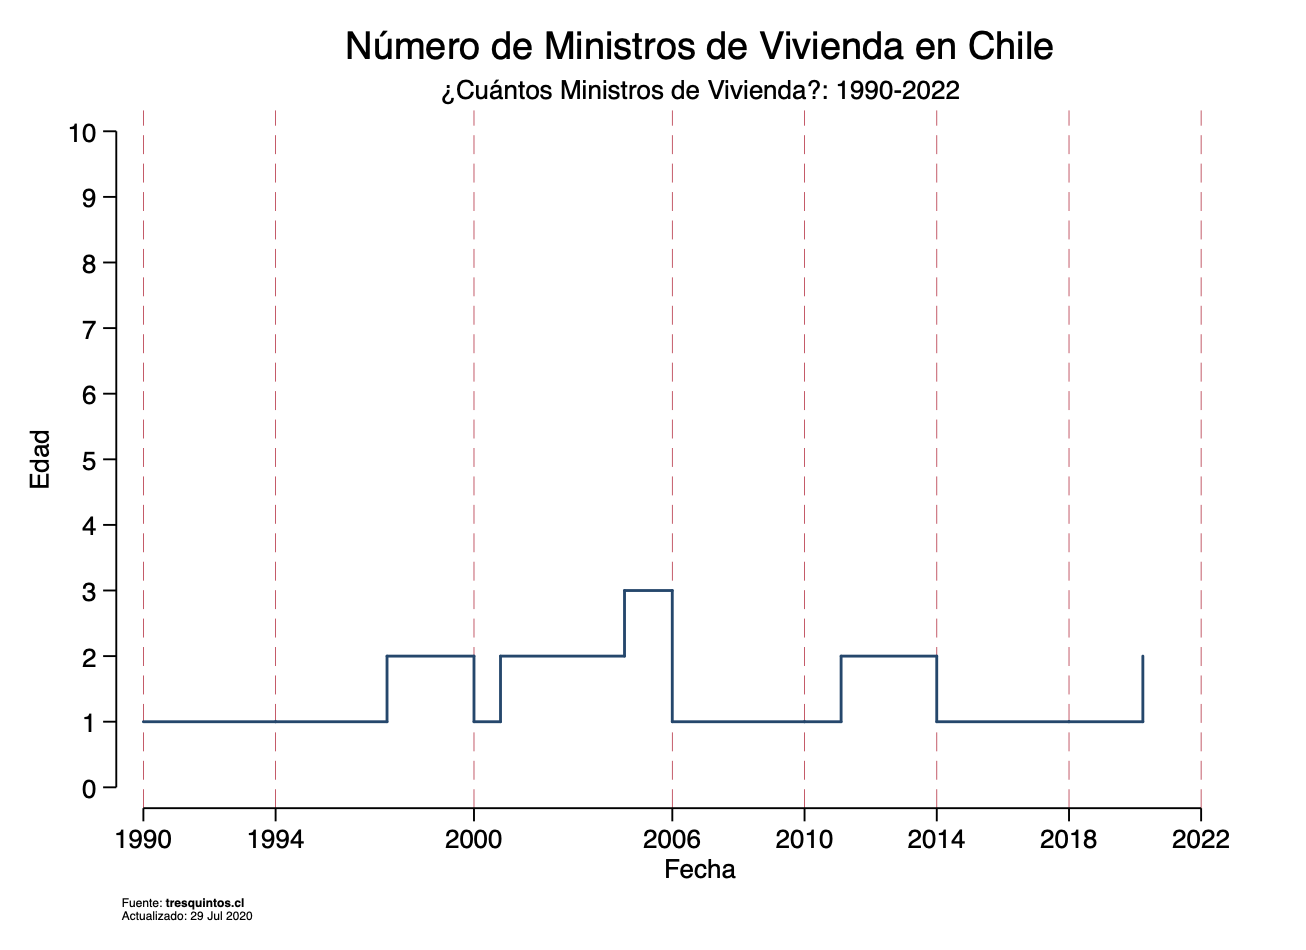 Número de Ministros de Vivienda en Chile
¿Cuántos Ministros de Vivienda?: 1990-2022
10
9
8
7
6
5
4
3
2
1
0
Edad
1990 1994 2000 2006 2010 2014 2018 2022
Fecha
Fuente: tresquintos.cl
Actualizado: 29 Jul 2020